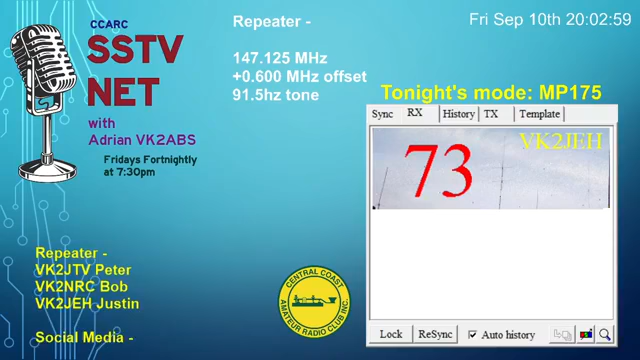 CCARC
SSTV
NET
with
Adrian VK2ABS
Fridays Fortnightly
at 7:30pm
Repeater -
147.125 MHz
+0.600 MHz offset
91.5hz tone
Fri Sep 10th 20:02:59
Tonight's mode: MP175
Sync RX History TX Template
VK2JEH
73
Repeater -
VK2JTV Peter
VK2NRC Bob
VK2JEH Justin
Social Media -
CENTRAL COAST
AMATEUR RADIO CLUB INC.
Lock ReSync Auto history